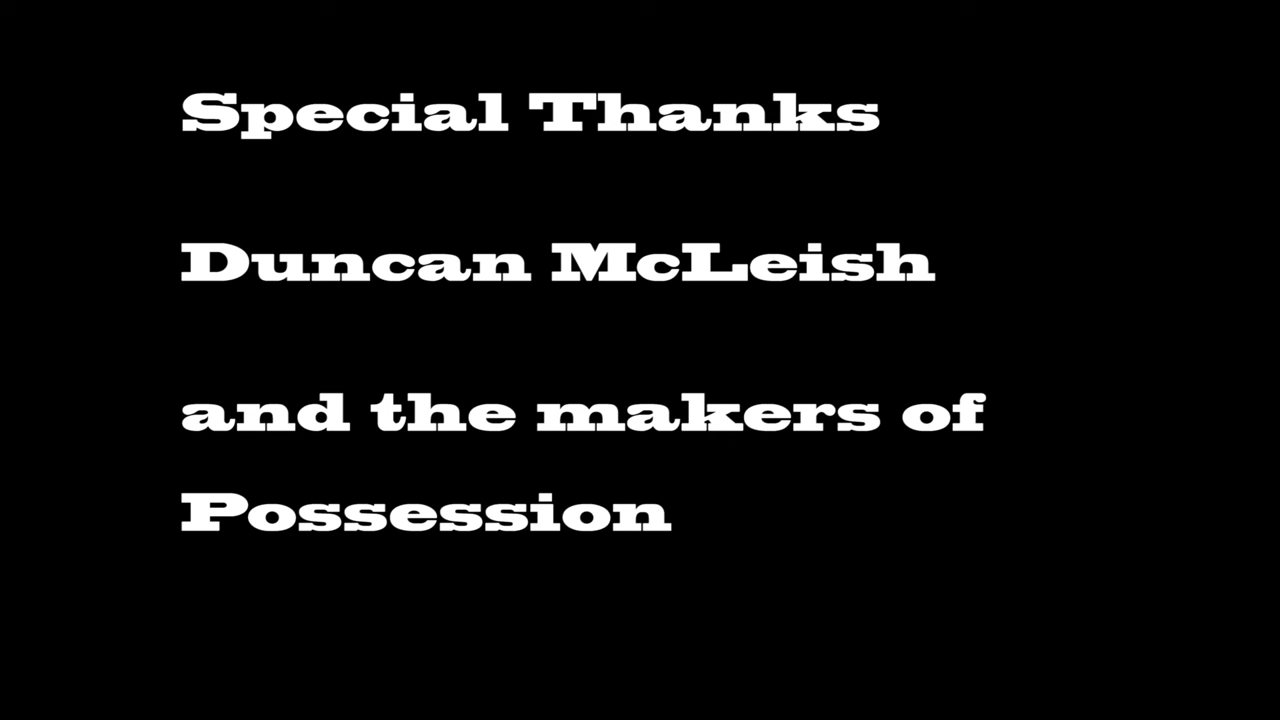 Special Thanks
Duncan McLeish
and the makers of
Possession